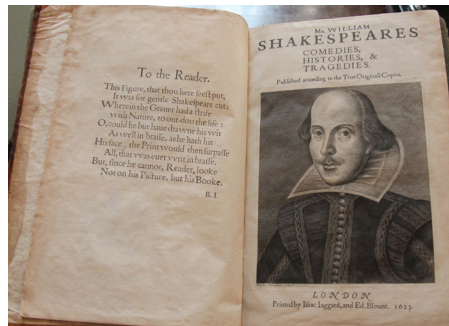 To the Reader.
This Figure, that thou here seest put,
It was for gentle Shakespeare cut;
Wherein the Grauer had a strife
with Nature, to out-doo the life:
O, could he but haue drawne his wit
As well in brasse, as he hath hit
His face, the Print would then surpasse
All, that was euer vvrit in brasse.
But, since he cannot, Reader, looke
Not on his Picture, but his Booke.
B. I.
Mr. WILLIAM
SHAKESPEARES
COMEDIES,
HISTORIES, &
TRAGEDIES.
Published according to the True Originall Copies.
LONDON
Printed by Isaac Iaggard, and Ed. Blount. 1623.